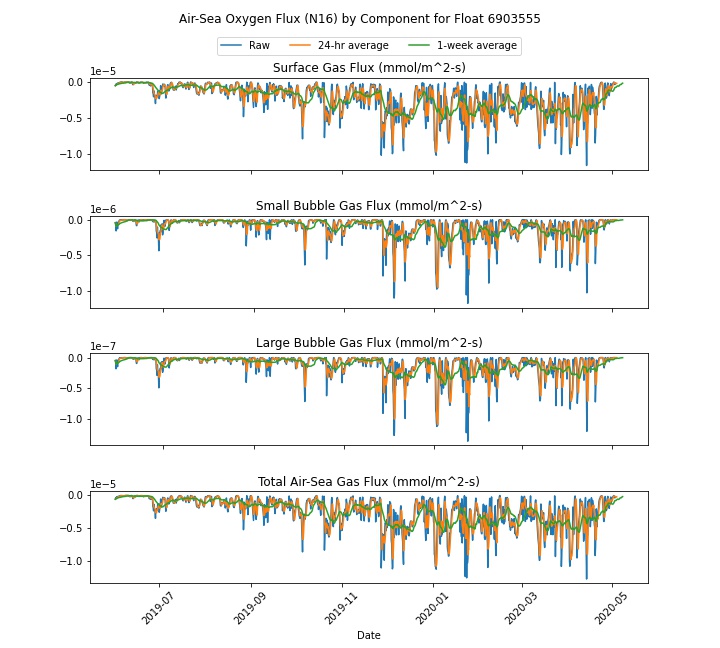 Air-Sea Oxygen Flux (N16) by Component for Float 6903555
Raw 24-hr average 1-week average
Surface Gas Flux (mmol/m^2-s)
1e−5
0.0
−0.5
−1.0
Small Bubble Gas Flux (mmol/m^2-s)
1e−6
0.0
−0.5
−1.0
Large Bubble Gas Flux (mmol/m^2-s)
1e−7
0.0
−0.5
−1.0
Total Air-Sea Gas Flux (mmol/m^2-s)
1e−5
0.0
−0.5
−1.0
2019-07 2019-09 2019-11 2020-01 2020-03 2020-05
Date